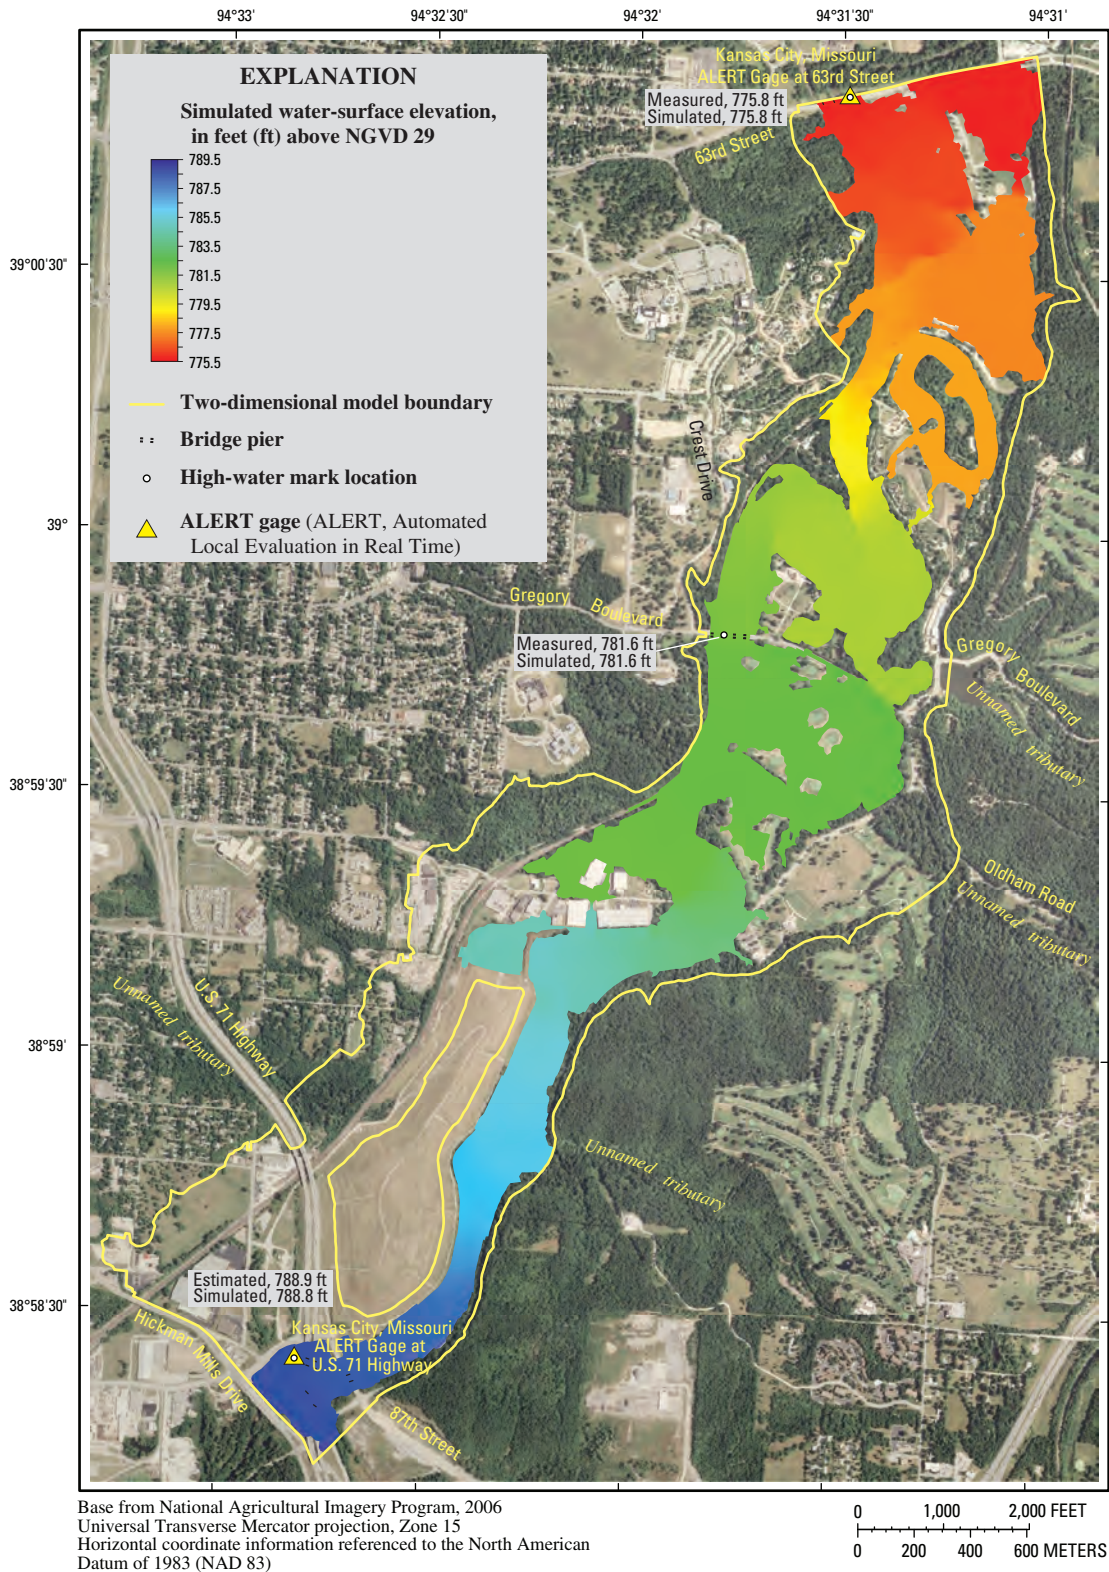 94°33'
94°32'30"
94°32'
94°31'30"
94°31'
EXPLANATION
Simulated water-surface elevation,
in feet (ft) above NGVD 29
789.5
787.5
785.5
783.5
781.5
779.5
777.5
775.5
Two-dimensional model boundary
Bridge pier
High-water mark location
ALERT gage (ALERT, Automated
Local Evaluation in Real Time)
Kansas City, Missouri
ALERT Gage at 63rd Street
Measured, 775.8 ft
Simulated, 775.8 ft
63rd Street
39°00'30"
Crest Drive
39°
Gregory Boulevard
Measured, 781.6 ft
Simulated, 781.6 ft
Gregory Boulevard
Unnamed tributary
38°59'30"
Oldham Road
Unnamed tributary
U.S. 71 Highway
Unnamed tributary
38°59'
Unnamed tributary
Estimated, 788.9 ft
Simulated, 788.8 ft
38°58'30"
Hickman Mills Drive
Kansas City, Missouri
ALERT Gage at
U.S. 71 Highway
87th Street
Base from National Agricultural Imagery Program, 2006
Universal Transverse Mercator projection, Zone 15
Horizontal coordinate information referenced to the North American
Datum of 1983 (NAD 83)
0 1,000 2,000 FEET
0 200 400 600 METERS